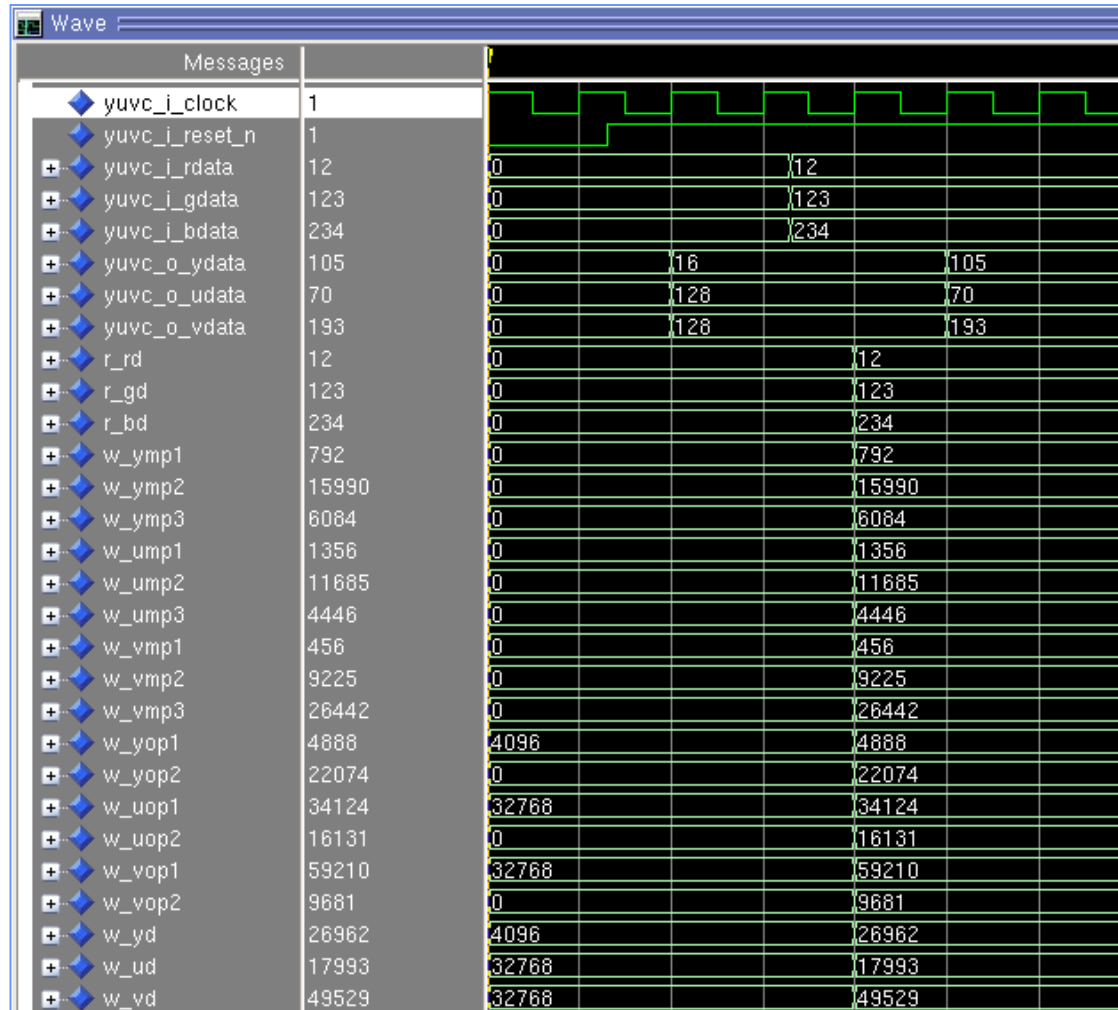 Wave
Messages
yuvc_i_clock 1
yuvc_i_reset_n 1
yuvc_i_rdata 12 0 12
yuvc_i_gdata 123 0 123
yuvc_i_bdata 234 0 234
yuvc_o_ydata 105 0 16 105
yuvc_o_udata 70 0 128 70
yuvc_o_vdata 193 0 128 193
r_rd 12 0 12
r_gd 123 0 123
r_bd 234 0 234
w_ymp1 792 0 792
w_ymp2 15990 0 15990
w_ymp3 6084 0 6084
w_ump1 1356 0 1356
w_ump2 11685 0 11685
w_ump3 4446 0 4446
w_vmp1 456 0 456
w_vmp2 9225 0 9225
w_vmp3 26442 0 26442
w_yop1 4888 4096 4888
w_yop2 22074 0 22074
w_uop1 34124 32768 34124
w_uop2 16131 0 16131
w_vop1 59210 32768 59210
w_vop2 9681 0 9681
w_yd 26962 4096 26962
w_ud 17993 32768 17993
w_vd 49529 32768 49529